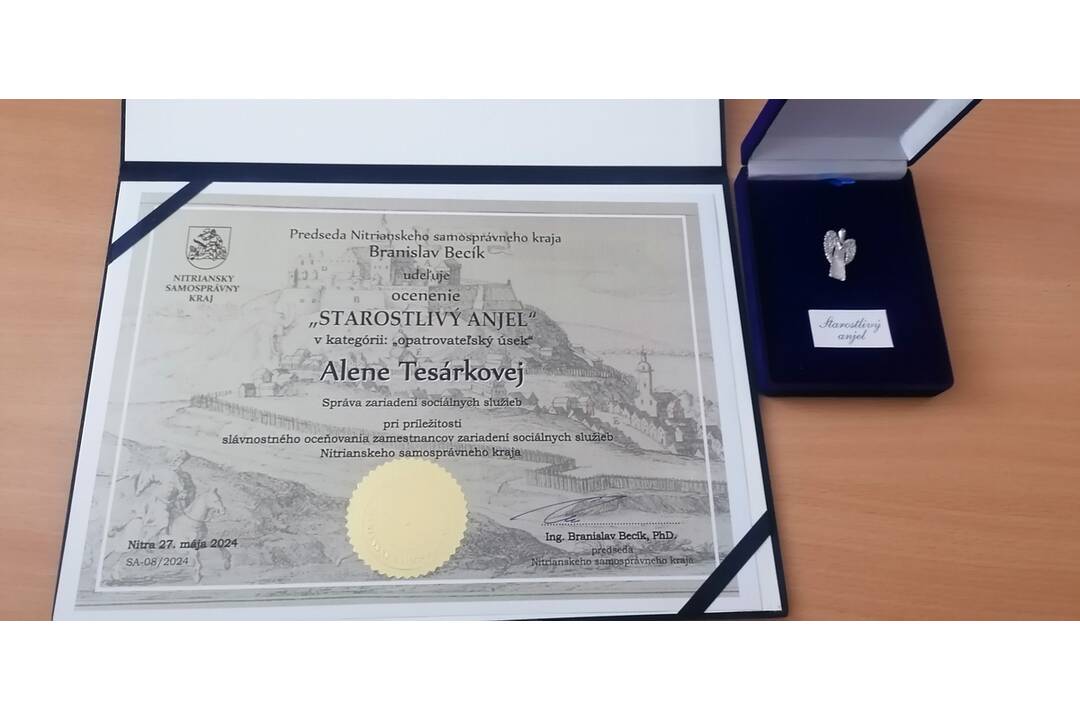 NITRIANSKY
SAMOSPRÁVNY
KRAJ
Predseda Nitrianskeho samosprávneho kraja
Branislav Becík
udeľuje
ocenenie
„STAROSTLIVÝ ANJEL"
v kategórii: „opatrovateľský úsek"
Alene Tesárkovej
Správa zariadení sociálnych služieb
pri príležitosti
slávnostného oceňovania zamestnancov zariadení sociálnych služieb
Nitrianskeho samosprávneho kraja
Nitra 27. mája 2024
SA-08/2024
Ing. Branislav Becík, PhD.
predseda
Nitrianskeho samosprávneho kraja
Starostlivý
anjel